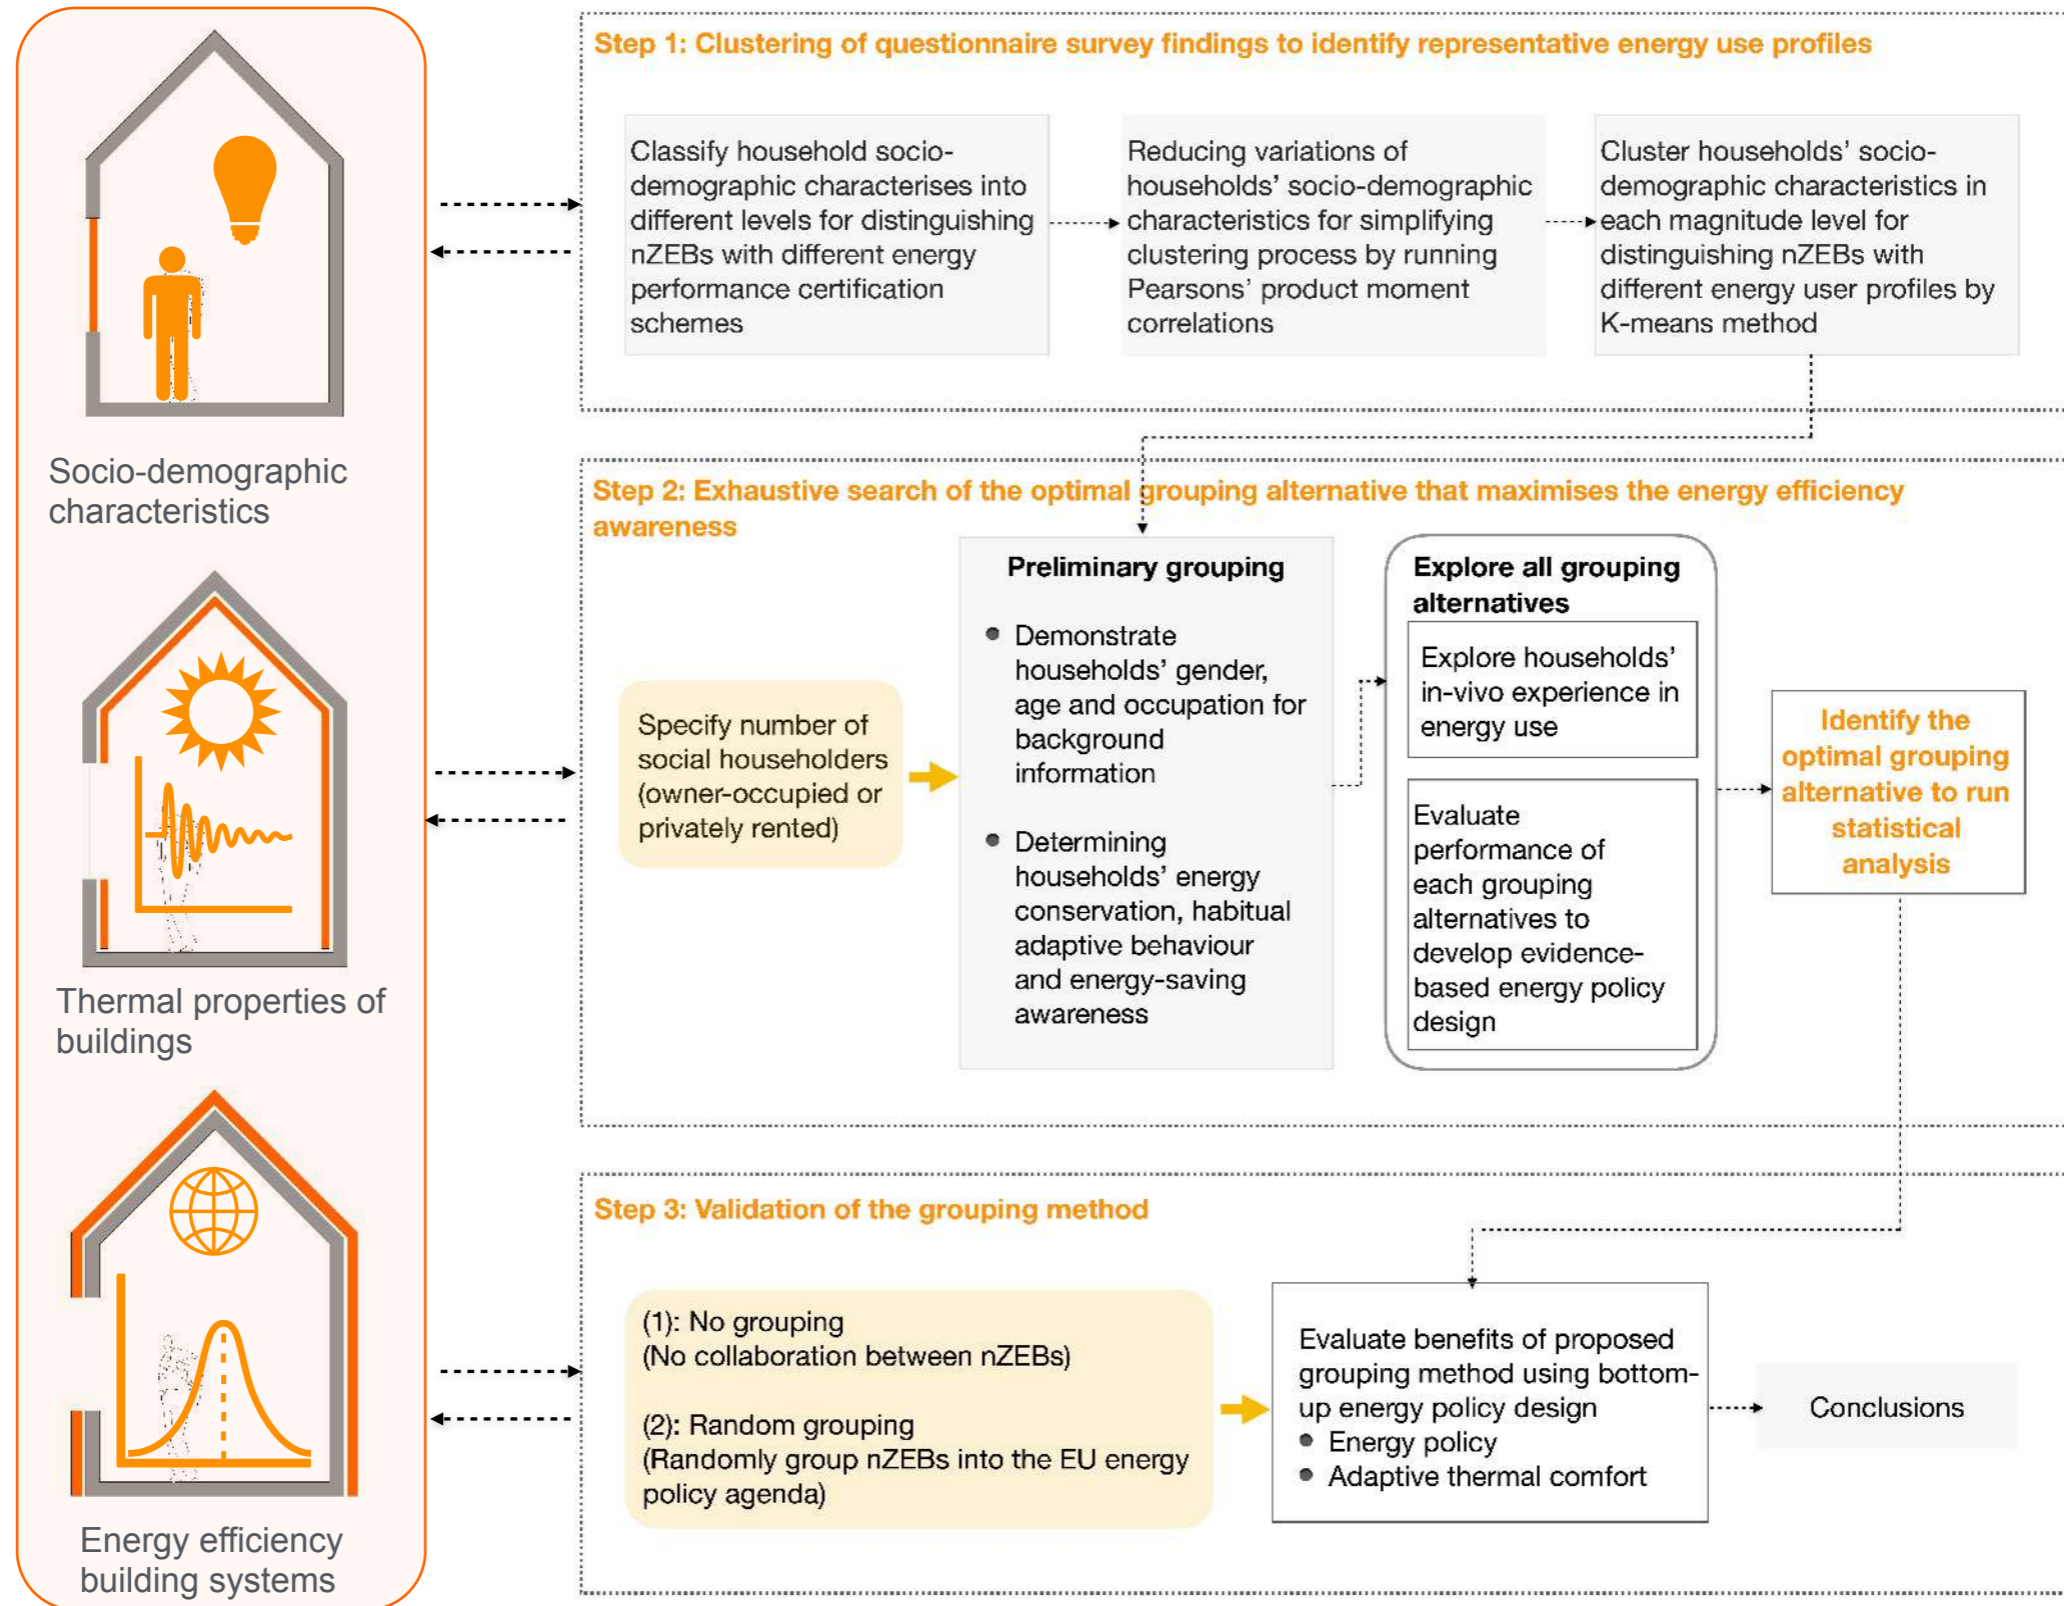 Socio-demographic
characteristics
Thermal properties of
buildings
Energy efficiency
building systems
Step 1: Clustering of questionnaire survey findings to identify representative energy use profiles
Classify household socio-
demographic characterises into
different levels for distinguishing
nZEBs with different energy
performance certification
schemes
Reducing variations of
households' socio-demographic
characteristics for simplifying
clustering process by running
Pearsons' product moment
correlations
Cluster households' socio-
demographic characteristics in
each magnitude level for
distinguishing nZEBs with
different energy user profiles by
K-means method
Step 2: Exhaustive search of the optimal grouping alternative that maximises the energy efficiency
awareness
Specify number of
social householders
(owner-occupied or
privately rented)
Preliminary grouping
• Demonstrate
households' gender,
age and occupation for
background
information
• Determining
households' energy
conservation, habitual
adaptive behaviour
and energy-saving
awareness
Explore all grouping
alternatives
Explore households'
in-vivo experience in
energy use
Evaluate
performance of
each grouping
alternatives to
develop evidence-
based energy policy
design
Identify the
optimal grouping
alternative to run
statistical
analysis
Step 3: Validation of the grouping method
(1): No grouping
(No collaboration between nZEBs)
(2): Random grouping
(Randomly group nZEBs into the EU energy
policy agenda)
Evaluate benefits of proposed
grouping method using bottom-
up energy policy design
• Energy policy
• Adaptive thermal comfort
Conclusions